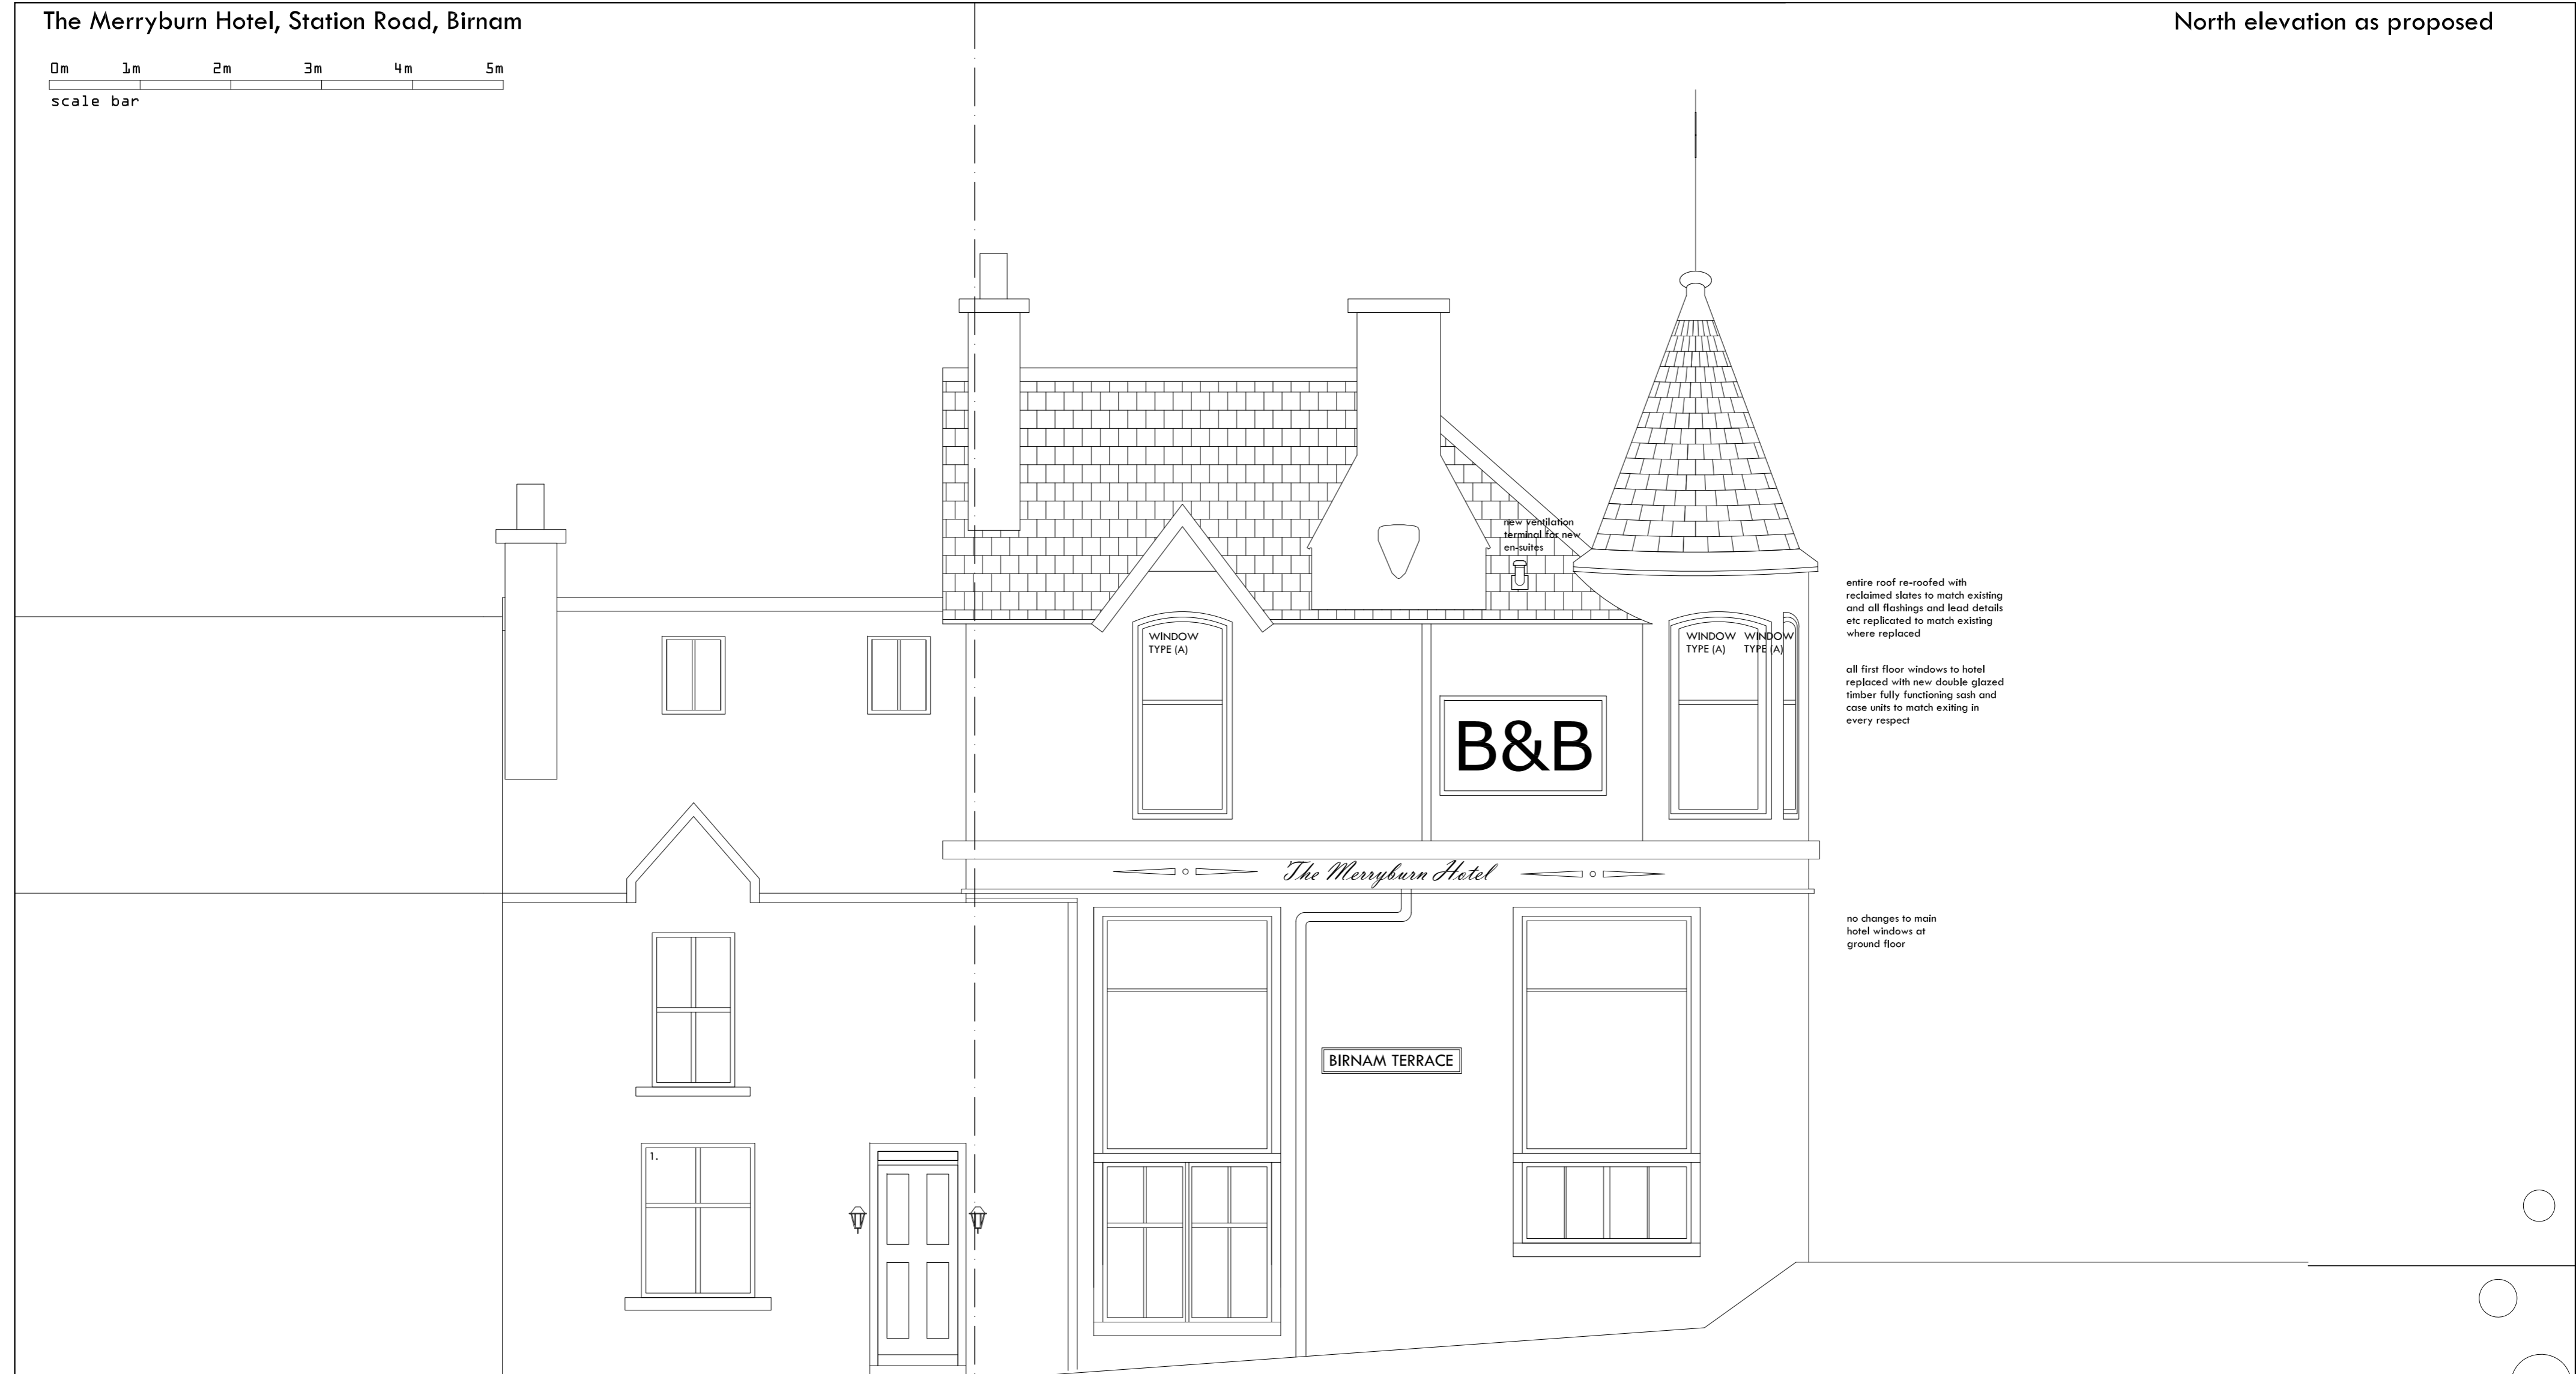 The Merryburn Hotel, Station Road, Birnam
North elevation as proposed
0m 1m 2m 3m 4m 5m
scale bar
new ventilation
terminal for new
en-suites
entire roof re-roofed with
reclaimed slates to match existing
and all flashings and lead details
etc replicated to match existing
where replaced
WINDOW
TYPE (A)
WINDOW
TYPE (A)
WINDOW
TYPE (A)
all first floor windows to hotel
replaced with new double glazed
timber fully functioning sash and
case units to match exiting in
every respect
B&B
The Merryburn Hotel
no changes to main
hotel windows at
ground floor
BIRNAM TERRACE
1.